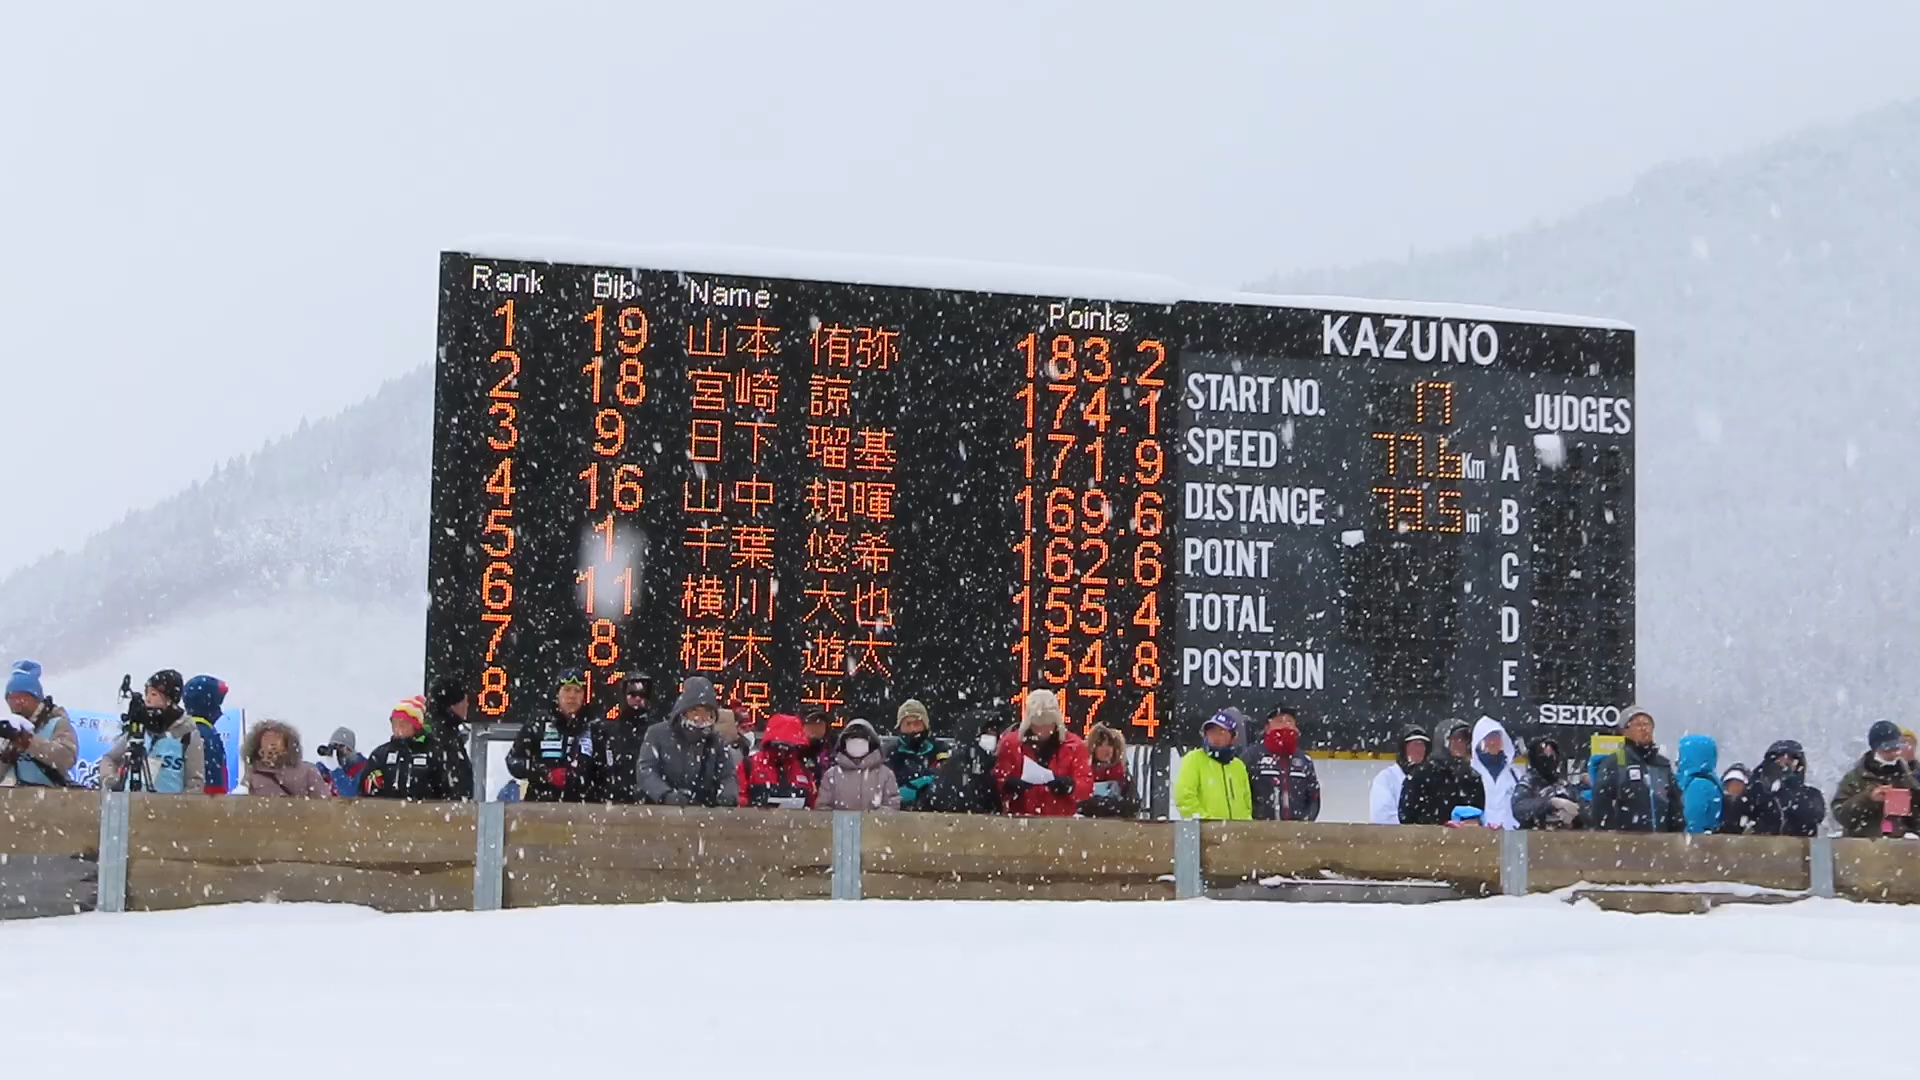 Rank Bib Name Points
1 19 山本 侑弥 183.2
2 18 宮崎 諒 174.1
3 9 日下 瑠基 171.9
4 16 山中 規暉 169.6
5 1 千葉 悠希 162.6
6 11 横川 大也 155.4
7 8 楢木 遊太 154.8
8 保 光 47.4
KAZUNO
START NO. 17 JUDGES
SPEED 77.6 Km A
DISTANCE 73.5 m B
POINT C
TOTAL D
POSITION E
SEIKO